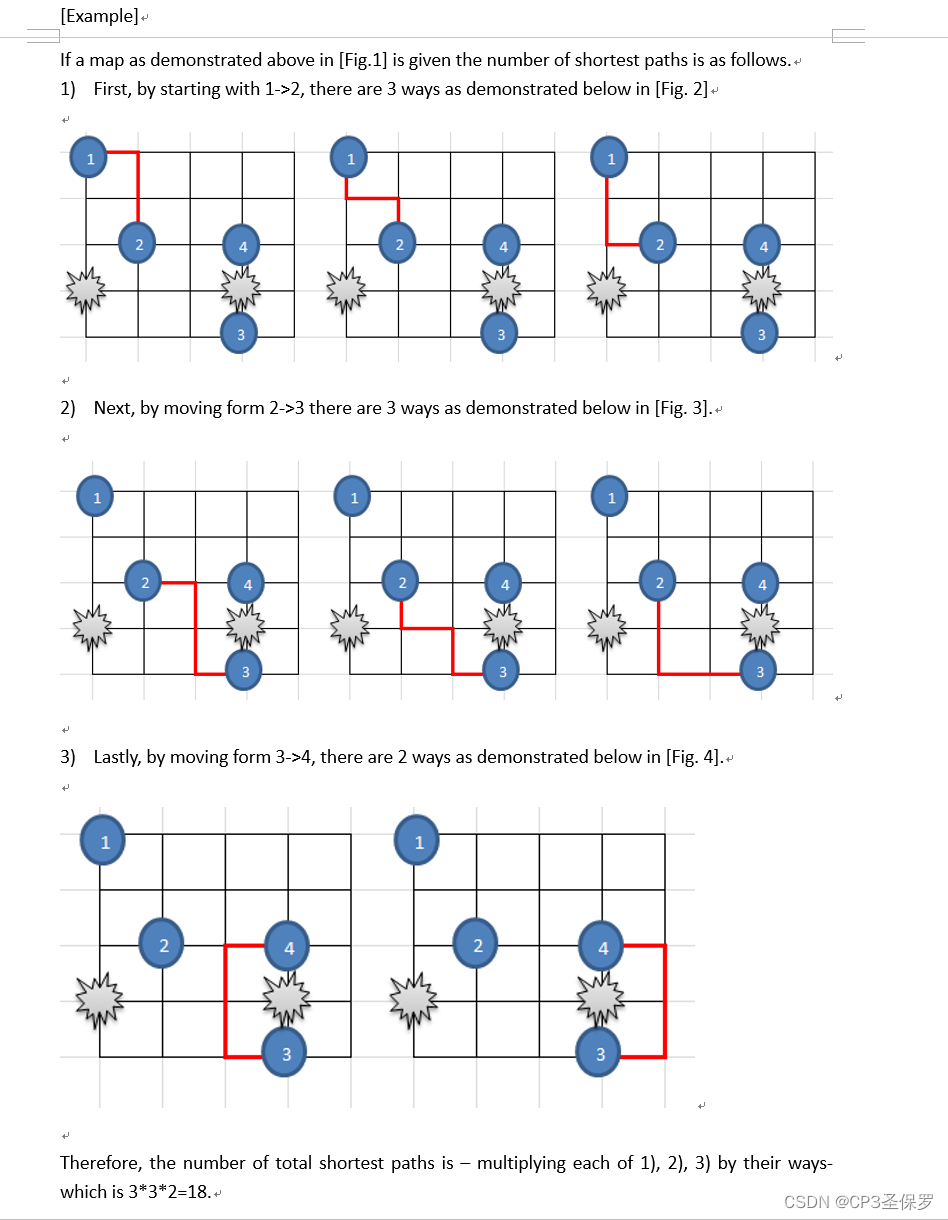 [Example]
If a map as demonstrated above in [Fig.1] is given the number of shortest paths is as follows.
1) First, by starting with 1->2, there are 3 ways as demonstrated below in [Fig. 2]
1 1 1
2 4 2 4 2 4
3 3 3
2) Next, by moving form 2->3 there are 3 ways as demonstrated below in [Fig. 3].
1 1 1
2 4 2 4 2 4
3 3 3
3) Lastly, by moving form 3->4, there are 2 ways as demonstrated below in [Fig. 4].
1 1
2 4 2 4
3 3
Therefore, the number of total shortest paths is – multiplying each of 1), 2), 3) by their ways-
which is 3*3*2=18.
CSDN @CP3圣保罗